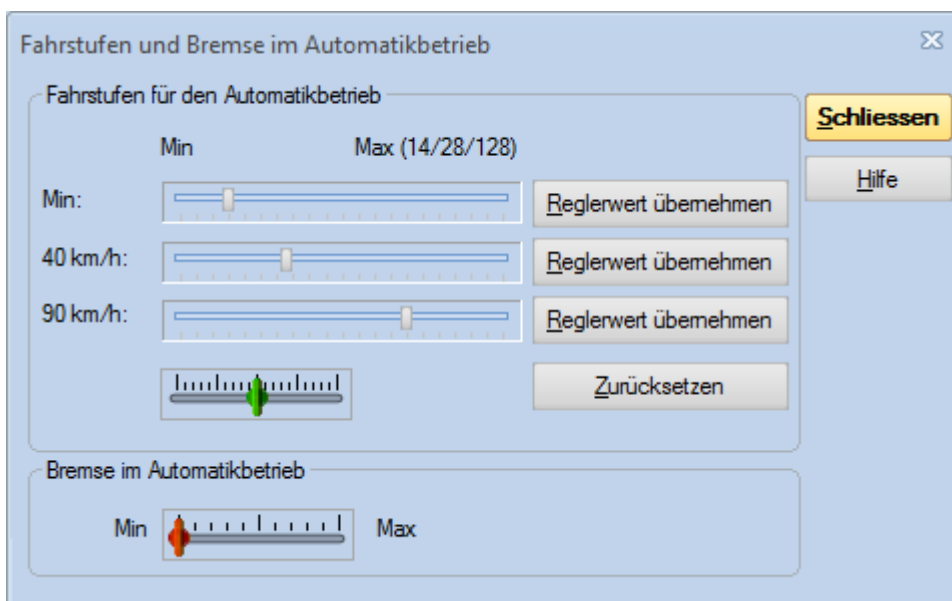 Fahrstufen und Bremse im Automatikbetrieb
Fahrstufen für den Automatikbetrieb
Schliessen
Min Max (14/28/128)
Hilfe
Min: Reglerwert übernehmen
40 km/h: Reglerwert übernehmen
90 km/h: Reglerwert übernehmen
Zurücksetzen
Bremse im Automatikbetrieb
Min Max